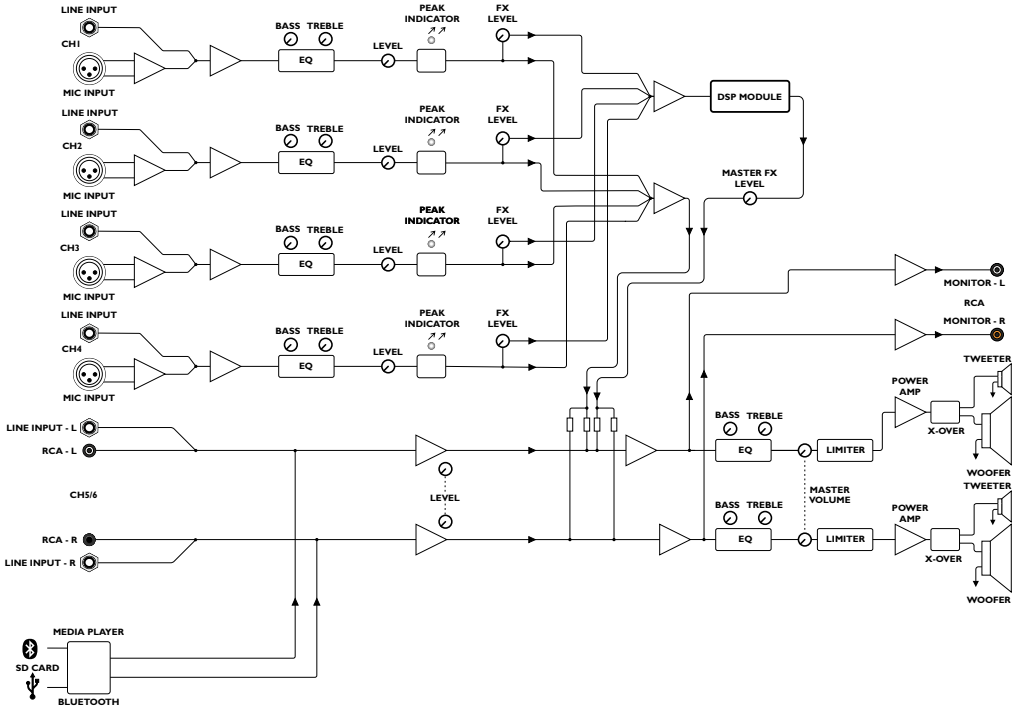 LINE INPUT
CH1
MIC INPUT
BASS TREBLE
EQ
LEVEL
PEAK
INDICATOR
FX
LEVEL
DSP MODULE
MASTER FX
LEVEL
LINE INPUT
CH2
MIC INPUT
BASS TREBLE
EQ
LEVEL
PEAK
INDICATOR
FX
LEVEL
LINE INPUT
CH3
MIC INPUT
BASS TREBLE
EQ
LEVEL
PEAK
INDICATOR
FX
LEVEL
LINE INPUT
CH4
MIC INPUT
BASS TREBLE
EQ
LEVEL
PEAK
INDICATOR
FX
LEVEL
MONITOR - L
RCA
MONITOR - R
LINE INPUT - L
RCA - L
CH5/6
RCA - R
LINE INPUT - R
LEVEL
BASS TREBLE
EQ
LIMITER
POWER
AMP
X-OVER
TWEETER
WOOFER
MASTER
VOLUME
BASS TREBLE
EQ
LIMITER
POWER
AMP
X-OVER
TWEETER
WOOFER
MEDIA PLAYER
SD CARD
BLUETOOTH